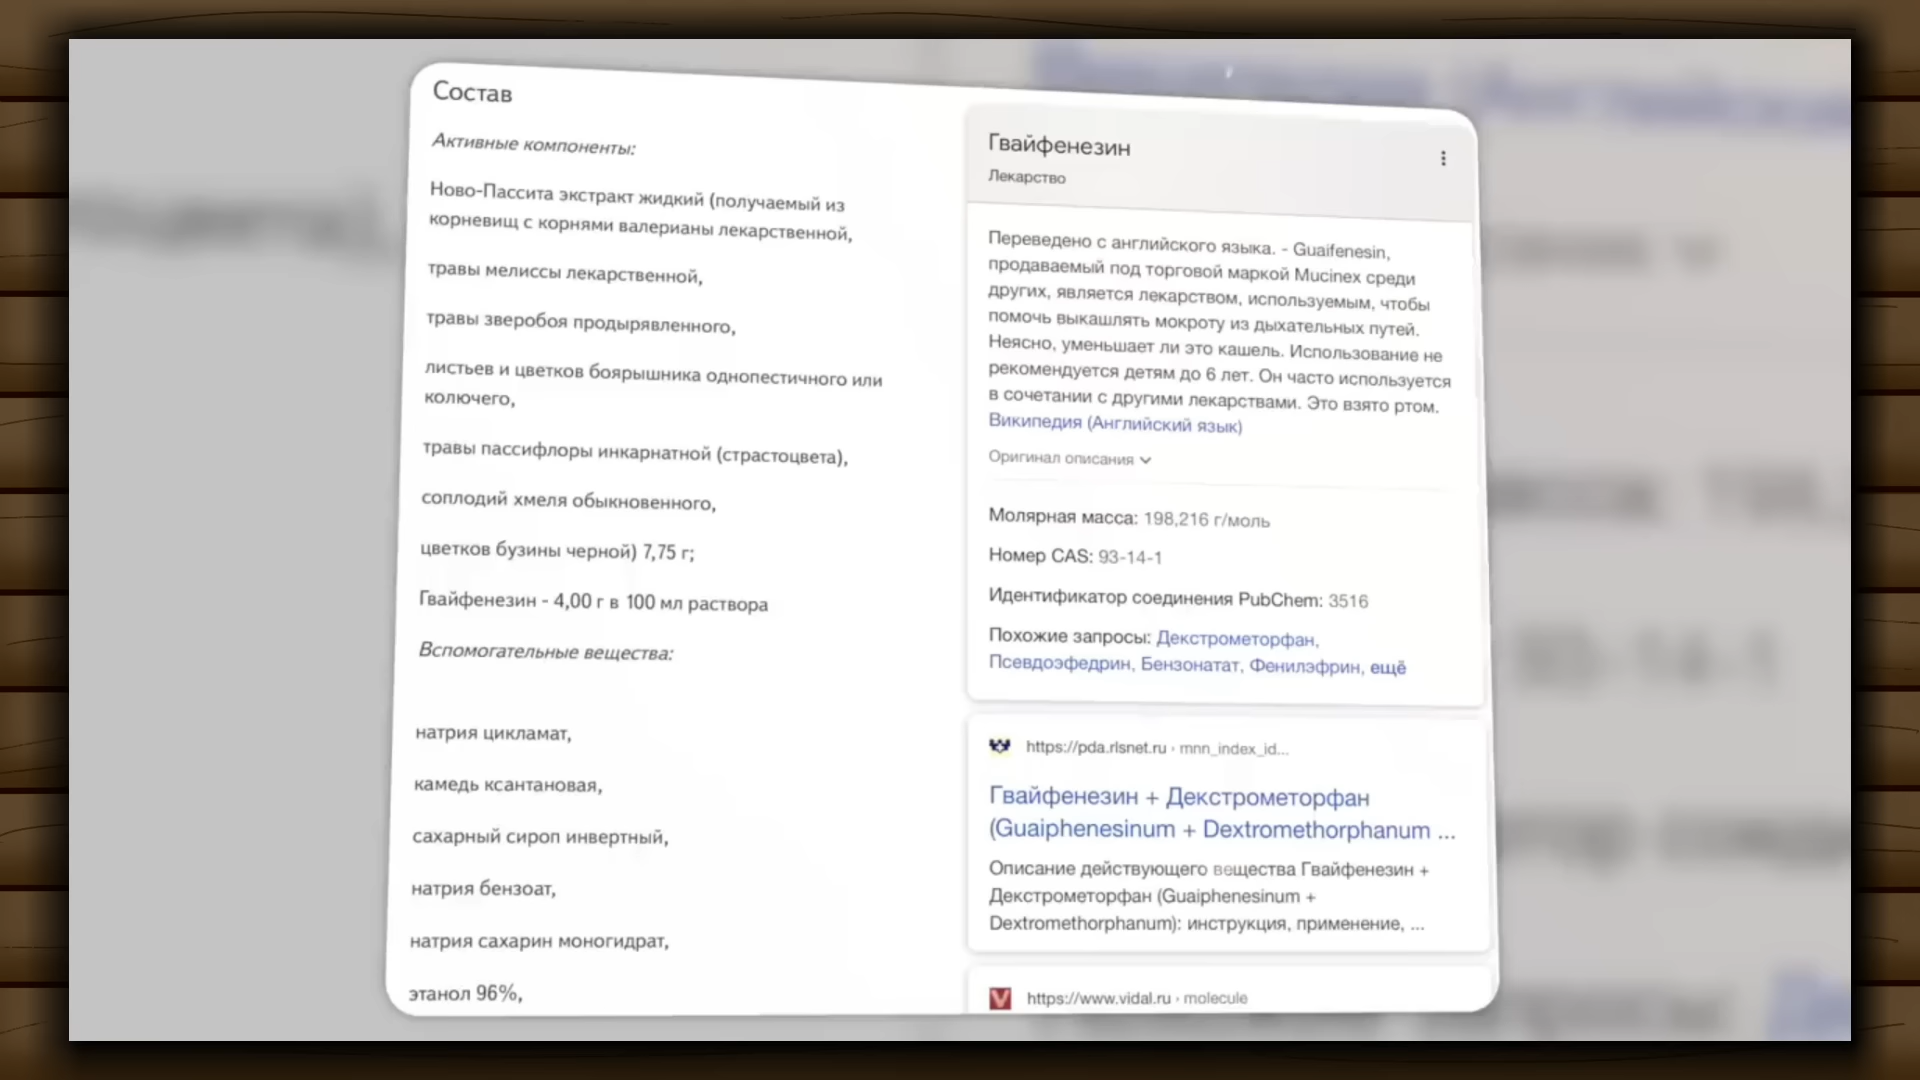 Состав
Активные компоненты:
Ново-Пассита экстракт жидкий (получаемый из
корневищ с корнями валерианы лекарственной,
травы мелиссы лекарственной,
травы зверобоя продырявленного,
листьев и цветков боярышника однопестичного или
колючего,
травы пассифлоры инкарнатной (страстоцвета),
соплодий хмеля обыкновенного,
цветков бузины черной) 7,75 г;
Гвайфенезин - 4,00 г в 100 мл раствора
Вспомогательные вещества:
натрия цикламат,
камедь ксантановая,
сахарный сироп инвертный,
натрия бензоат,
натрия сахарин моногидрат,
этанол 96%,
Гвайфенезин
Лекарство
Переведено с английского языка. - Guaifenesin,
продаваемый под торговой маркой Mucinex среди
других, является лекарством, используемым, чтобы
помочь выкашлять мокроту из дыхательных путей.
Неясно, уменьшает ли это кашель. Использование не
рекомендуется детям до 6 лет. Он часто используется
в сочетании с другими лекарствами. Это взято ртом.
Википедия (Английский язык)
Оригинал описания
Молярная масса: 198,216 г/моль
Номер CAS: 93-14-1
Идентификатор соединения PubChem: 3516
Похожие запросы: Декстрометорфан,
Псевдоэфедрин, Бензонатат, Фенилэфрин, ещё
https://pda.rlsnet.ru › mnn_index_id...
Гвайфенезин + Декстрометорфан
(Guaiphenesinum + Dextromethorphanum ...
Описание действующего вещества Гвайфенезин +
Декстрометорфан (Guaiphenesinum +
Dextromethorphanum): инструкция, применение, ...
https://www.vidal.ru › molecule